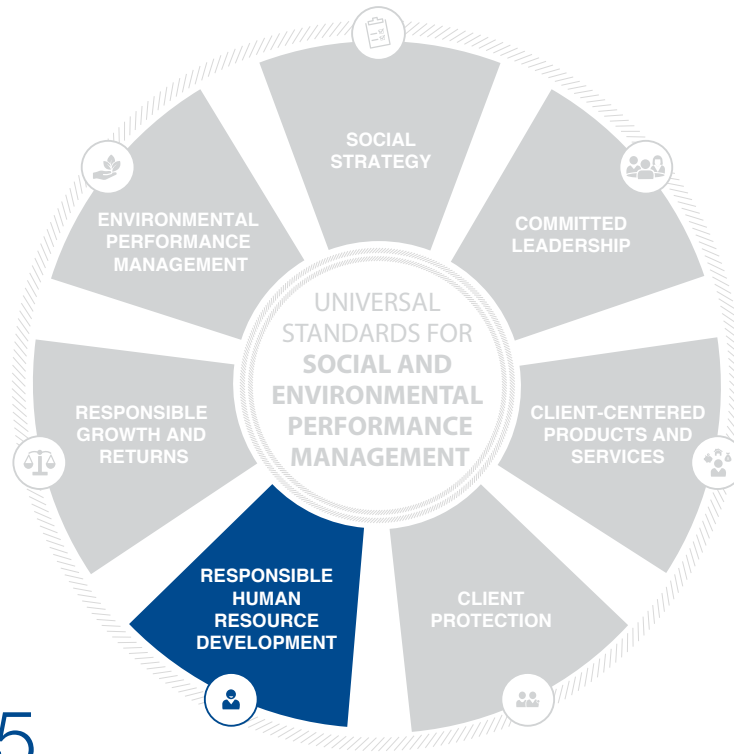 SOCIAL
STRATEGY
COMMITTED
LEADERSHIP
CLIENT-CENTERED
PRODUCTS AND
SERVICES
CLIENT
PROTECTION
RESPONSIBLE
HUMAN
RESOURCE
DEVELOPMENT
RESPONSIBLE
GROWTH AND
RETURNS
ENVIRONMENTAL
PERFORMANCE
MANAGEMENT
UNIVERSAL
STANDARDS FOR
SOCIAL AND
ENVIRONMENTAL
PERFORMANCE
MANAGEMENT
5